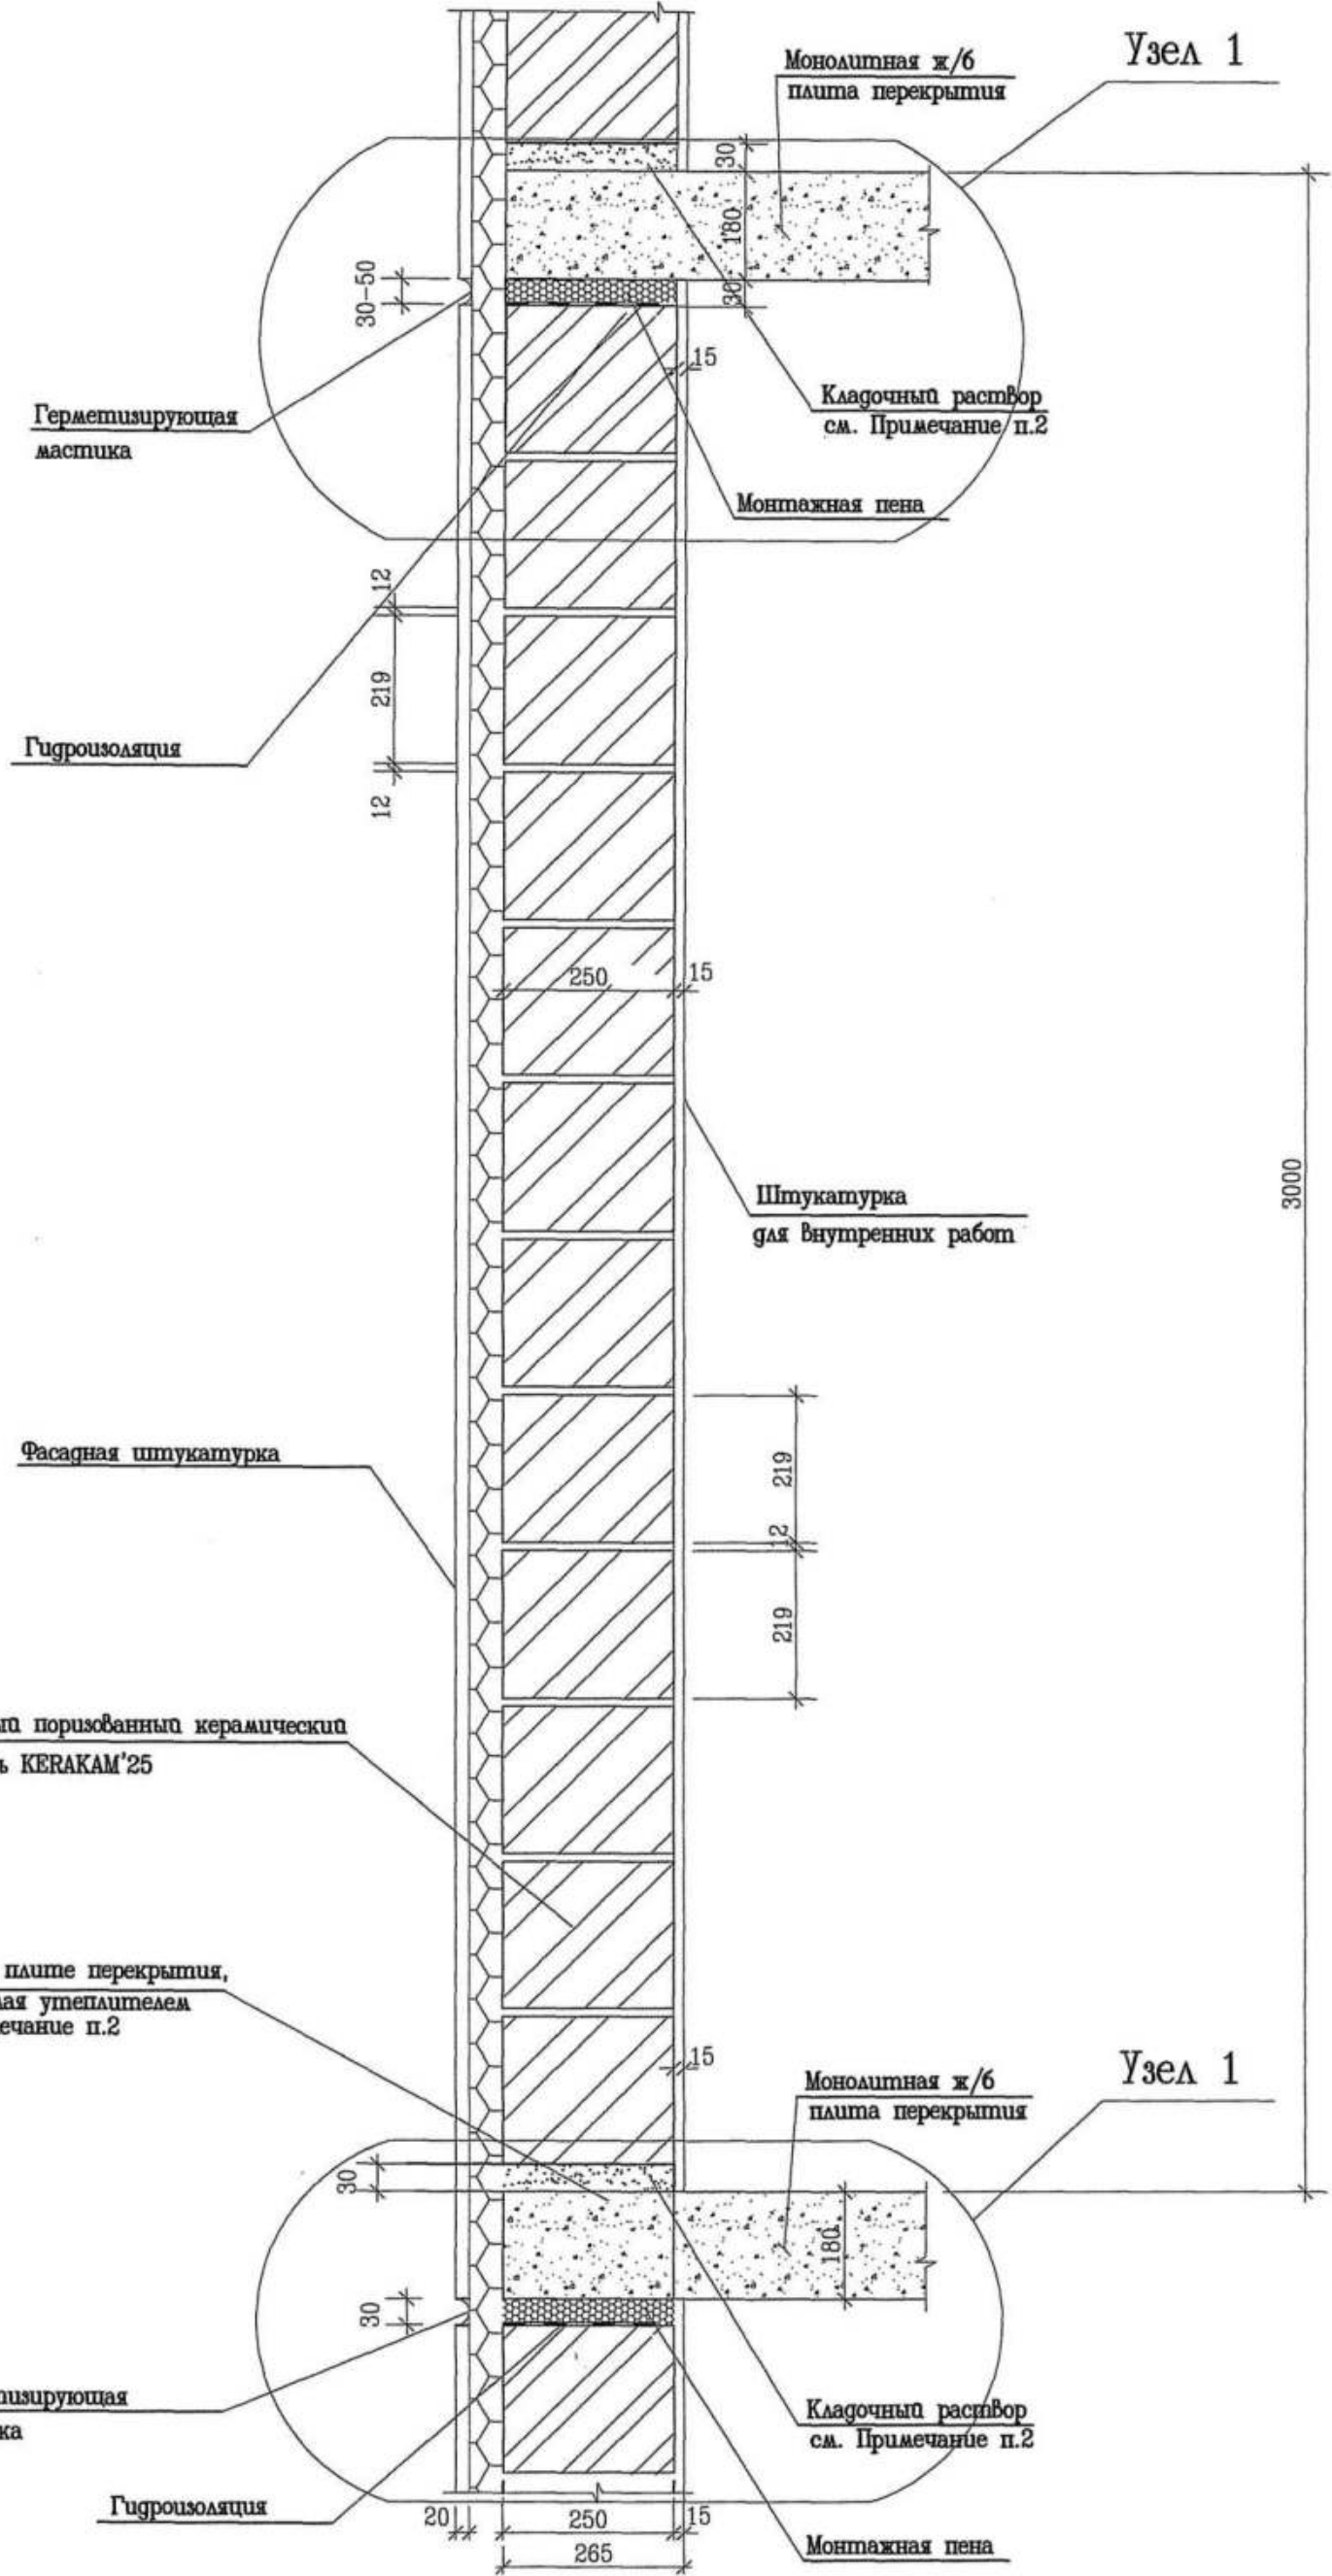 Узел 1
Монолитная ж/б
плита перекрытия
30
180
30
30-50
15
Герметизирующая
мастика
Кладочный раствор
см. Примечание п.2
Монтажная пена
12
219
12
Гидроизоляция
250
15
3000
Штукатурка
для внутренних работ
Фасадная штукатурка
219
12
219
поризованный керамический
KERAKAM'25
плите перекрытия,
утеплителем
п.2
15
Узел 1
Монолитная ж/б
плита перекрытия
30
180
30
Кладочный раствор
см. Примечание п.2
Гидроизоляция
20
250
15
265
Монтажная пена